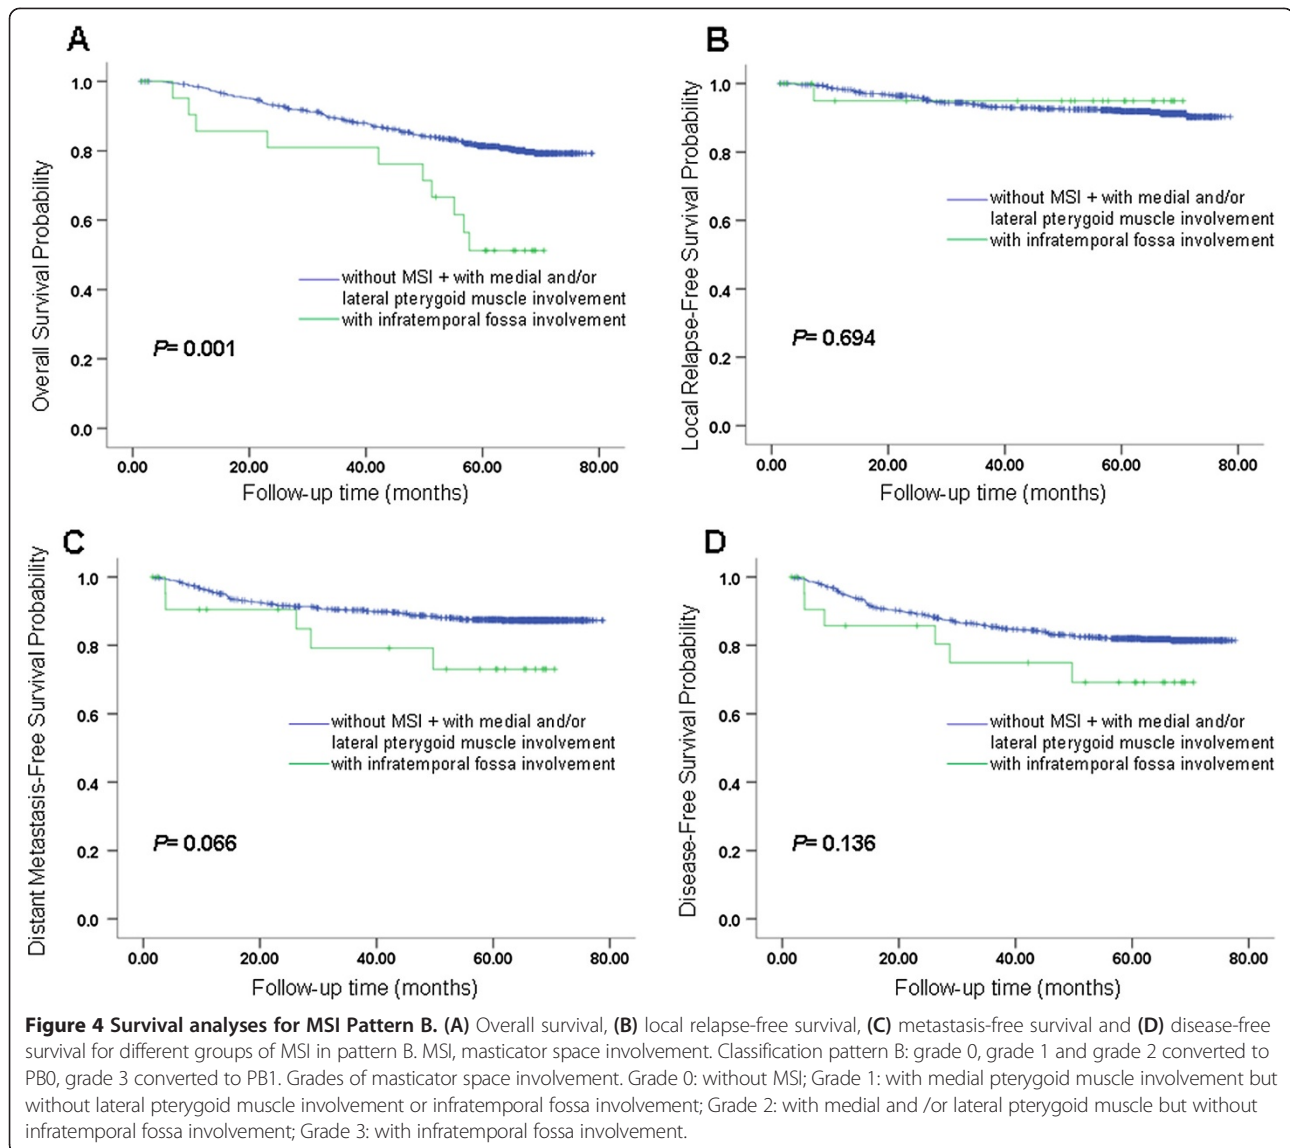 A
Overall Survival Probability
1.0
0.8
0.6
0.4
0.2
0.0
without MSI + with medial and/or
lateral pterygoid muscle involvement
with infratemporal fossa involvement
P= 0.001
0.00 20.00 40.00 60.00 80.00
Follow-up time (months)
B
Local Relapse-Free Survival Probability
1.0
0.8
0.6
0.4
0.2
0.0
without MSI + with medial and/or
lateral pterygoid muscle involvement
with infratemporal fossa involvement
P= 0.694
0.00 20.00 40.00 60.00 80.00
Follow-up time (months)
C
Distant Metastasis-Free Survival Probability
1.0
0.8
0.6
0.4
0.2
0.0
without MSI + with medial and/or
lateral pterygoid muscle involvement
with infratemporal fossa involvement
P= 0.066
0.00 20.00 40.00 60.00 80.00
Follow-up time (months)
D
Disease-Free Survival Probability
1.0
0.8
0.6
0.4
0.2
0.0
without MSI + with medial and/or
lateral pterygoid muscle involvement
with infratemporal fossa involvement
P= 0.136
0.00 20.00 40.00 60.00 80.00
Follow-up time (months)
Figure 4 Survival analyses for MSI Pattern B. (A) Overall survival, (B) local relapse-free survival, (C) metastasis-free survival and (D) disease-free
survival for different groups of MSI in pattern B. MSI, masticator space involvement. Classification pattern B: grade 0, grade 1 and grade 2 converted to
PB0, grade 3 converted to PB1. Grades of masticator space involvement. Grade 0: without MSI; Grade 1: with medial pterygoid muscle involvement but
without lateral pterygoid muscle involvement or infratemporal fossa involvement; Grade 2: with medial and /or lateral pterygoid muscle but without
infratemporal fossa involvement; Grade 3: with infratemporal fossa involvement.